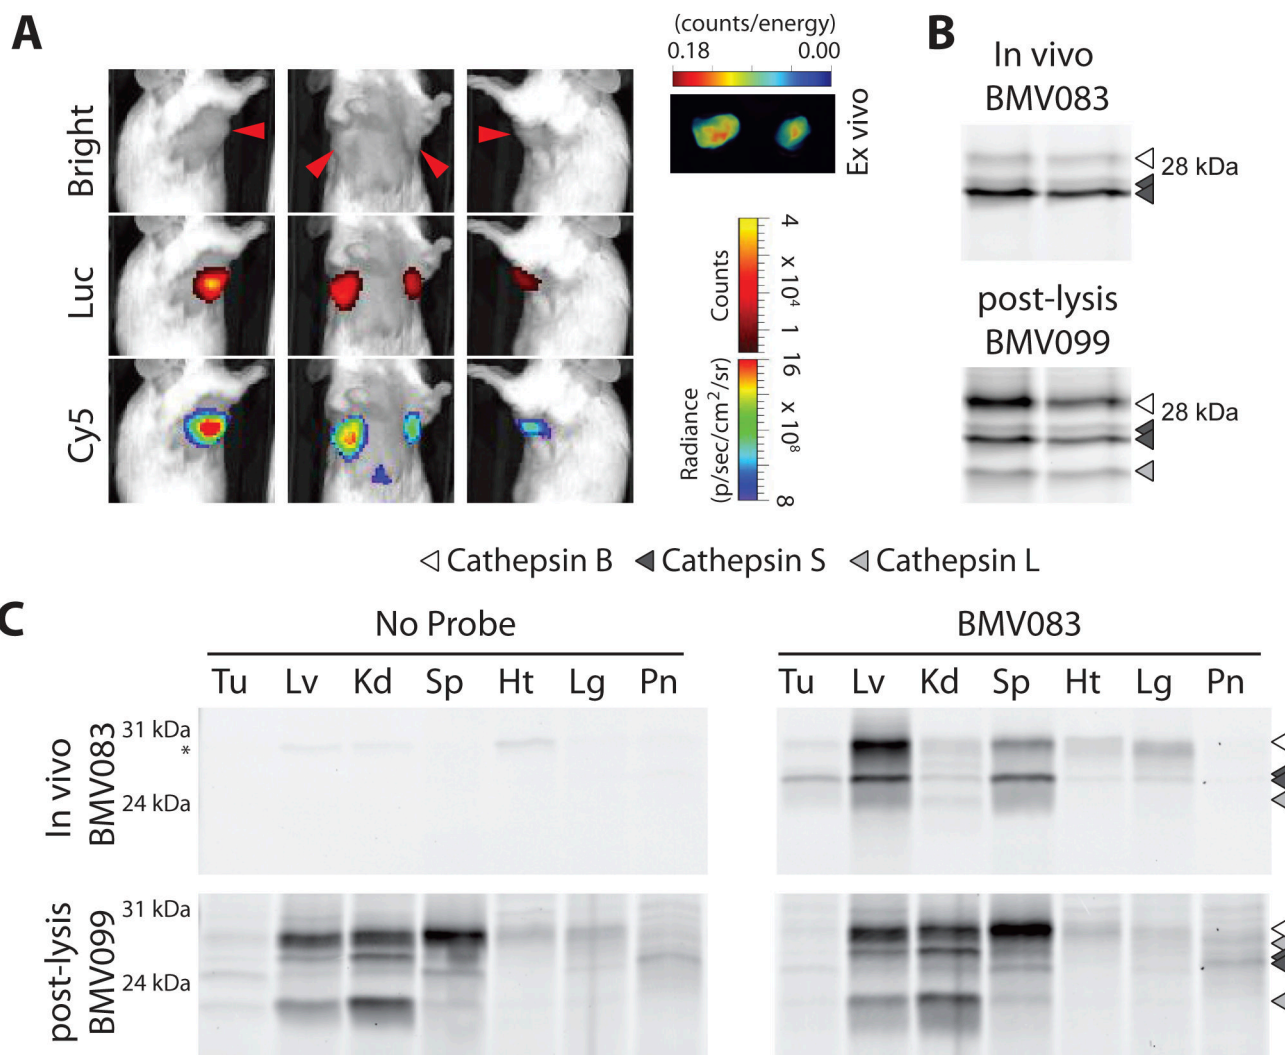 A
Bright
Luc
Cy5
(counts/energy)
0.18 0.00
Ex vivo
Counts
4
x 10⁴
1
Radiance
(p/sec/cm²/sr)
16
x 10⁸
8
B
In vivo
BMV083
28 kDa
post-lysis
BMV099
28 kDa
Cathepsin B Cathepsin S Cathepsin L
C
No Probe BMV083
Tu Lv Kd Sp Ht Lg Pn Tu Lv Kd Sp Ht Lg Pn
In vivo
BMV083
31 kDa
*
24 kDa
post-lysis
BMV099
31 kDa
24 kDa